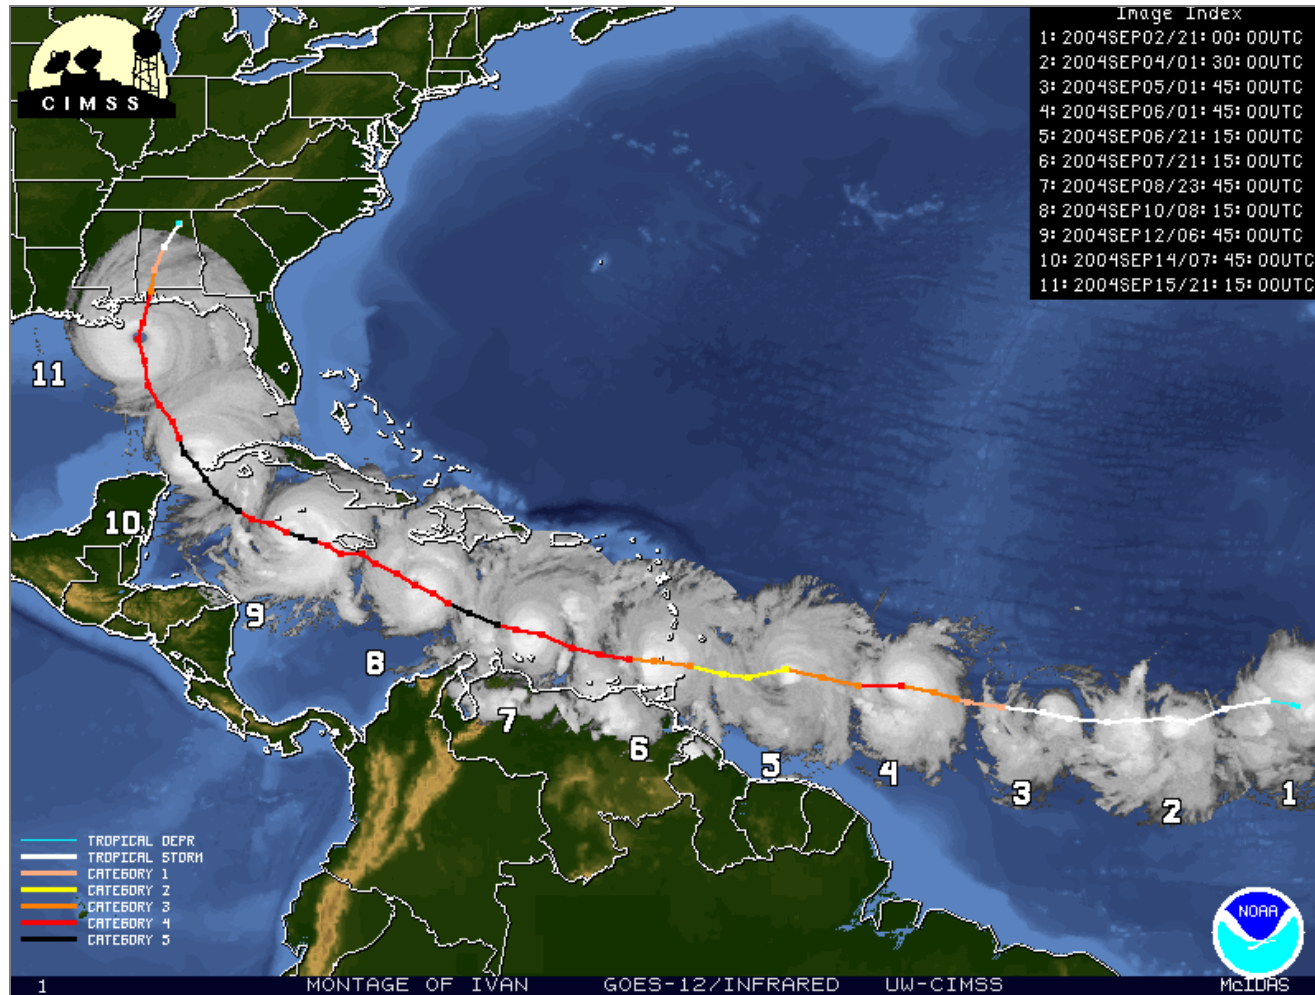 CIMSS
Image Index
1: 2004SEP02/21:00:00UTC
2: 2004SEP04/01:30:00UTC
3: 2004SEP05/01:45:00UTC
4: 2004SEP06/01:45:00UTC
5: 2004SEP06/21:15:00UTC
6: 2004SEP07/21:15:00UTC
7: 2004SEP08/23:45:00UTC
8: 2004SEP10/08:15:00UTC
9: 2004SEP12/06:45:00UTC
10: 2004SEP14/07:45:00UTC
11: 2004SEP15/21:15:00UTC
11
10
9
8
7
6
5
4
3
2
1
TROPICAL DEPR
TROPICAL STORM
CATEGORY 1
CATEGORY 2
CATEGORY 3
CATEGORY 4
CATEGORY 5
NOAA
1 MONTAGE OF IVAN GOES-12/INFRARED UW-CIMSS McIDAS